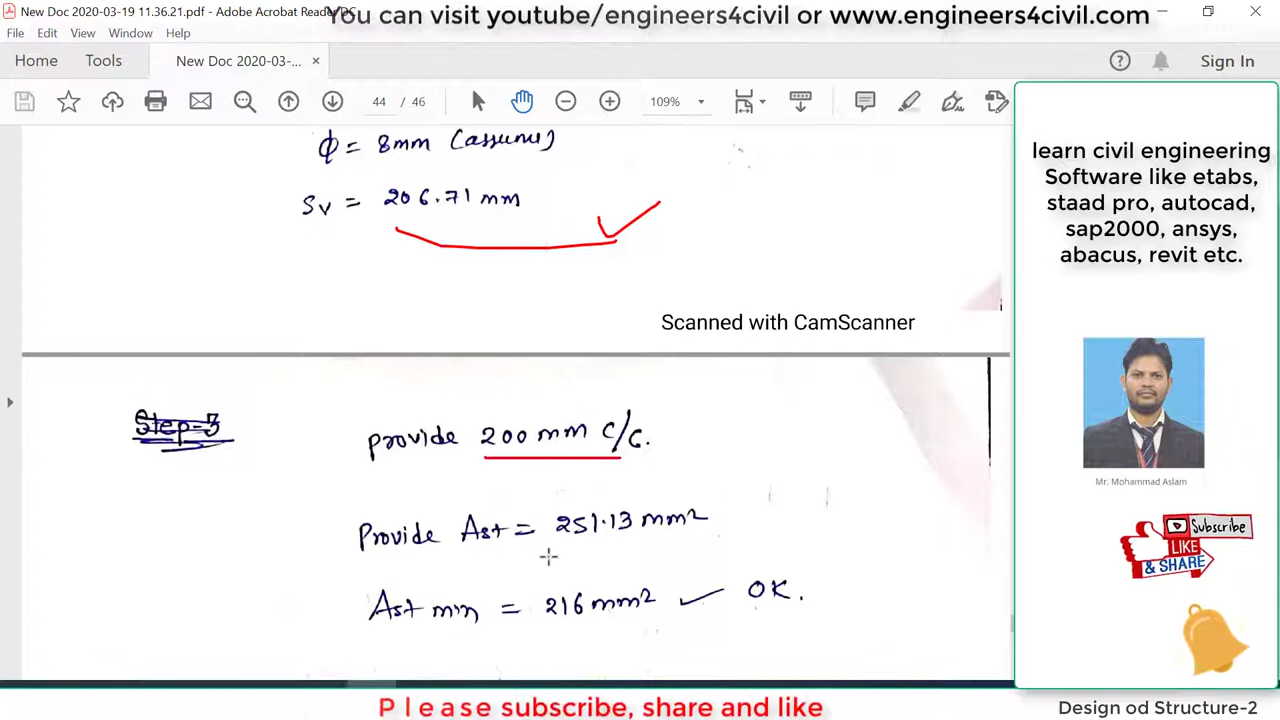 New Doc 2020-03-19 11.36.21.pdf - Adobe Acrobat Reader DC
You can visit youtube/engineers4civil or www.engineers4civil.com
File Edit View Window Help
Home Tools New Doc 2020-03-... × Sign In
44 / 46 109%
ϕ = 8mm (assume)
Sv = 206.71 mm
Scanned with CamScanner
Step-3
provide 200 mm c/c.
Provide Ast = 251.13 mm²
Ast min = 216 mm² ✓ OK.
learn civil engineering
Software like etabs,
staad pro, autocad,
sap2000, ansys,
abacus, revit etc.
Mr. Mohammad Aslam
Subscribe
LIKE
& SHARE
P l e a s e subscribe, share and like
Design od Structure-2